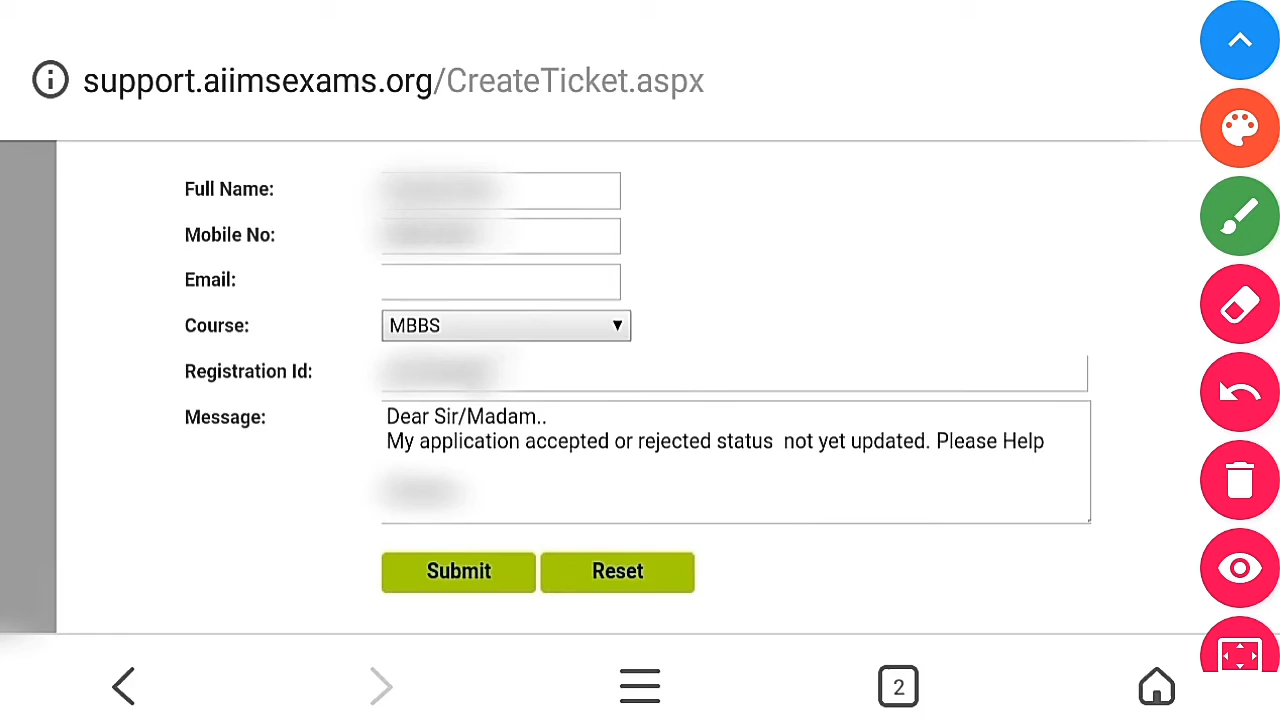 support.aiimsexams.org/CreateTicket.aspx
Full Name:
Mobile No:
Email:
Course:
MBBS
Registration Id:
Message:
Dear Sir/Madam..
My application accepted or rejected status  not yet updated. Please Help
Submit
Reset
2